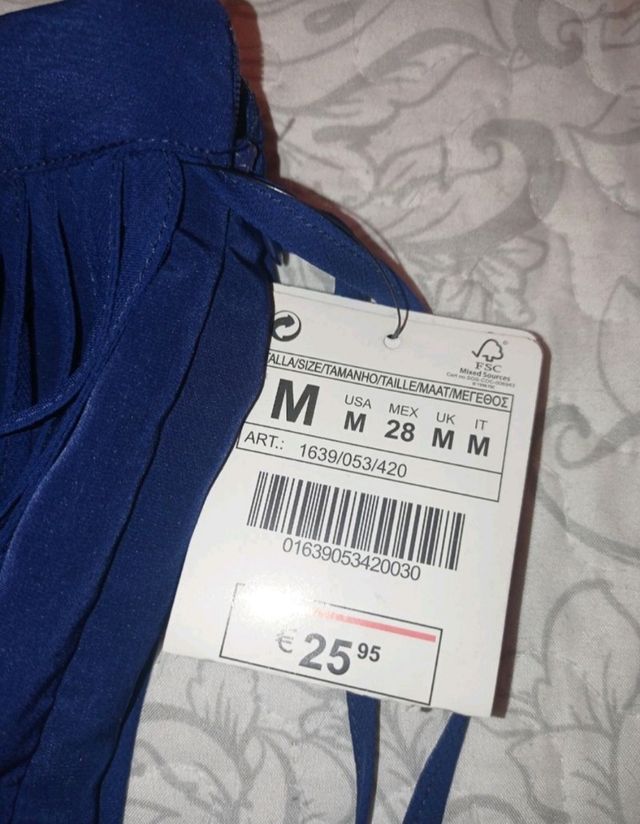 FSC
Mixed Sources
TALLA/SIZE/TAMANHO/TAILLE/MAAT/ΜΕΓΕΘΟΣ
M USA M MEX 28 UK M IT M
ART.: 1639/053/420
01639053420030
€ 25 95